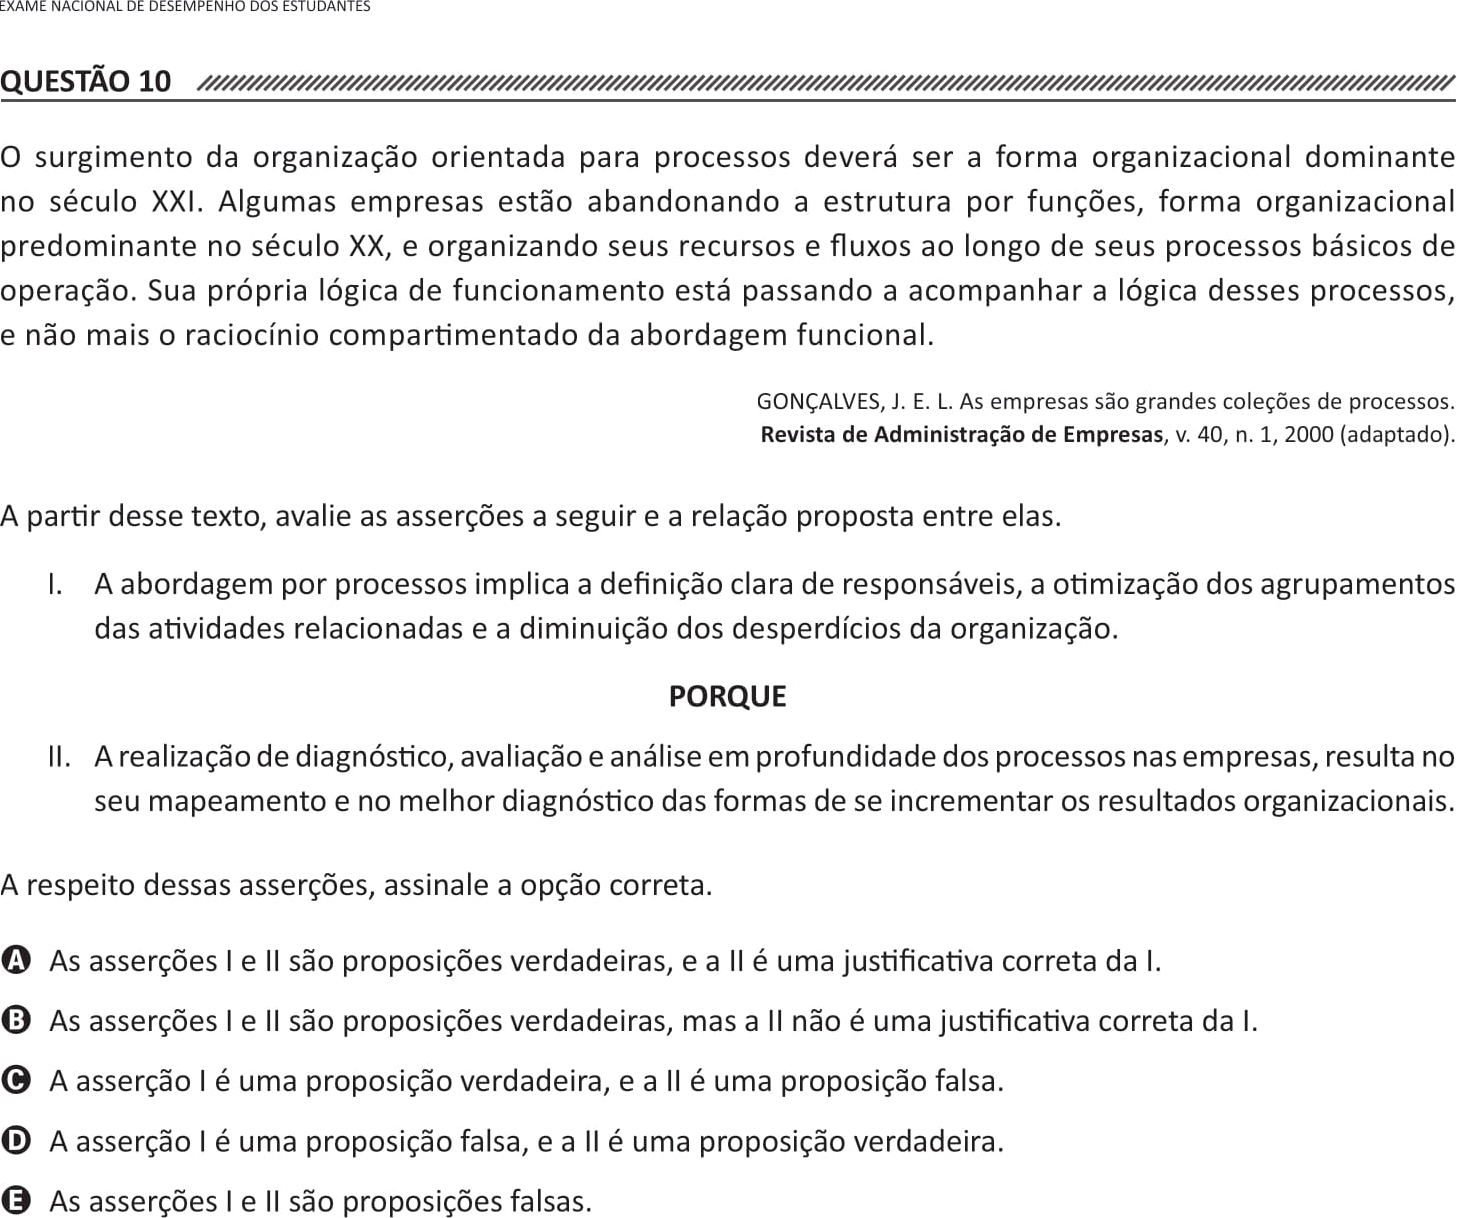 EXAME NACIONAL DE DESEMPENHO DOS ESTUDANTES
QUESTÃO 10
O surgimento da organização orientada para processos deverá ser a forma organizacional dominante
no século XXI. Algumas empresas estão abandonando a estrutura por funções, forma organizacional
predominante no século XX, e organizando seus recursos e fluxos ao longo de seus processos básicos de
operação. Sua própria lógica de funcionamento está passando a acompanhar a lógica desses processos,
e não mais o raciocínio compartimentado da abordagem funcional.
GONÇALVES, J. E. L. As empresas são grandes coleções de processos.
Revista de Administração de Empresas, v. 40, n. 1, 2000 (adaptado).
A partir desse texto, avalie as asserções a seguir e a relação proposta entre elas.
I. A abordagem por processos implica a definição clara de responsáveis, a otimização dos agrupamentos
das atividades relacionadas e a diminuição dos desperdícios da organização.
PORQUE
II. A realização de diagnóstico, avaliação e análise em profundidade dos processos nas empresas, resulta no
seu mapeamento e no melhor diagnóstico das formas de se incrementar os resultados organizacionais.
A respeito dessas asserções, assinale a opção correta.
A As asserções I e II são proposições verdadeiras, e a II é uma justificativa correta da I.
B As asserções I e II são proposições verdadeiras, mas a II não é uma justificativa correta da I.
C A asserção I é uma proposição verdadeira, e a II é uma proposição falsa.
D A asserção I é uma proposição falsa, e a II é uma proposição verdadeira.
E As asserções I e II são proposições falsas.